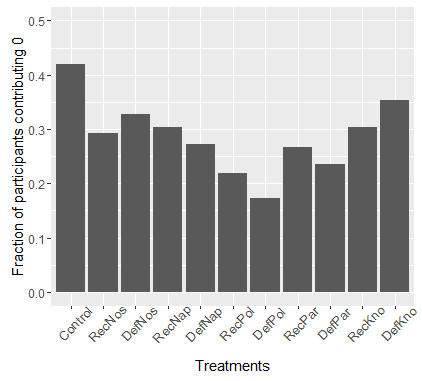 Fraction of participants contributing 0
0.5
0.4
0.3
0.2
0.1
0.0
Control RecNos DefNos RecNap DefNap RecPol DefPol RecPar DefPar RecKno DefKno
Treatments